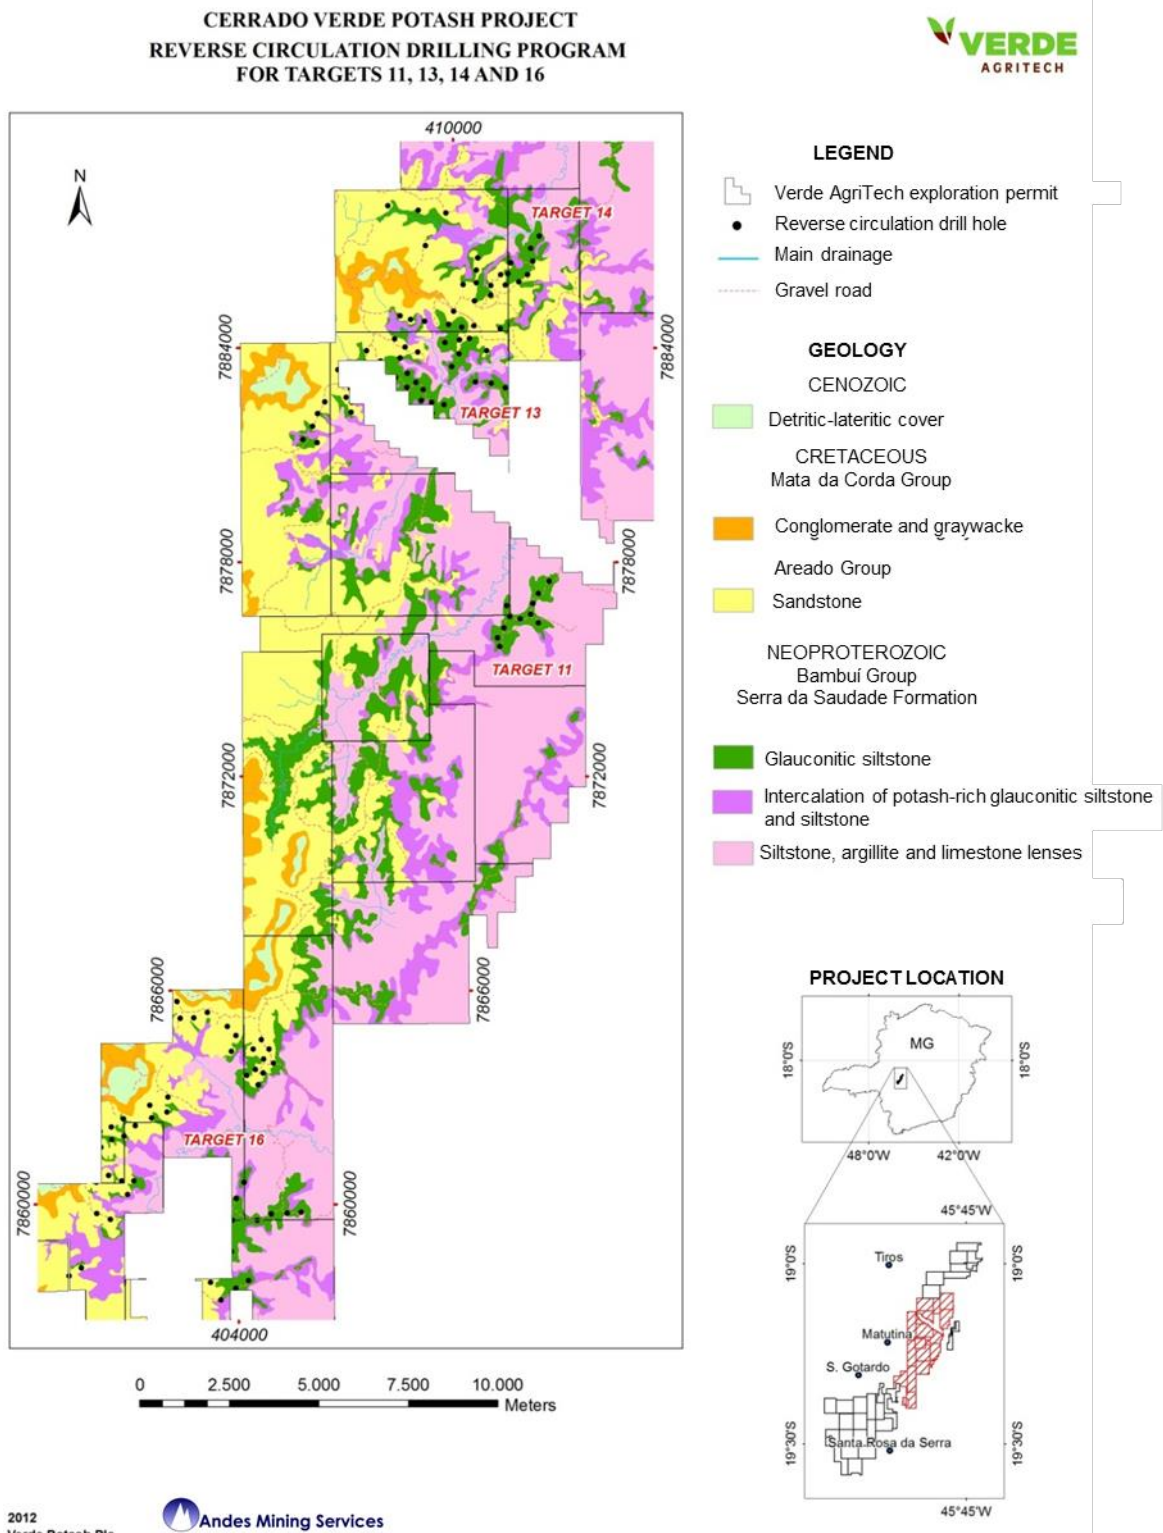 CERRADO VERDE POTASH PROJECT
REVERSE CIRCULATION DRILLING PROGRAM
FOR TARGETS 11, 13, 14 AND 16
VERDE
AGRITECH
410000
N
TARGET 14
7884000
7884000
TARGET 13
7878000
7878000
TARGET 11
7872000
7872000
7866000
7866000
TARGET 16
7860000
7860000
404000
0 2.500 5.000 7.500 10.000
Meters
LEGEND
Verde AgriTech exploration permit
Reverse circulation drill hole
Main drainage
Gravel road
GEOLOGY
CENOZOIC
Detritic-lateritic cover
CRETACEOUS
Mata da Corda Group
Conglomerate and graywacke
Areado Group
Sandstone
NEOPROTEROZOIC
Bambuí Group
Serra da Saudade Formation
Glauconitic siltstone
Intercalation of potash-rich glauconitic siltstone
and siltstone
Siltstone, argillite and limestone lenses
PROJECT LOCATION
MG
18°0'S
18°0'S
48°0'W 42°0'W
45°45'W
19°0'S
19°0'S
Tiros
Matutina
S. Gotardo
Santa Rosa da Serra
19°30'S
19°30'S
45°45'W
2012
Andes Mining Services